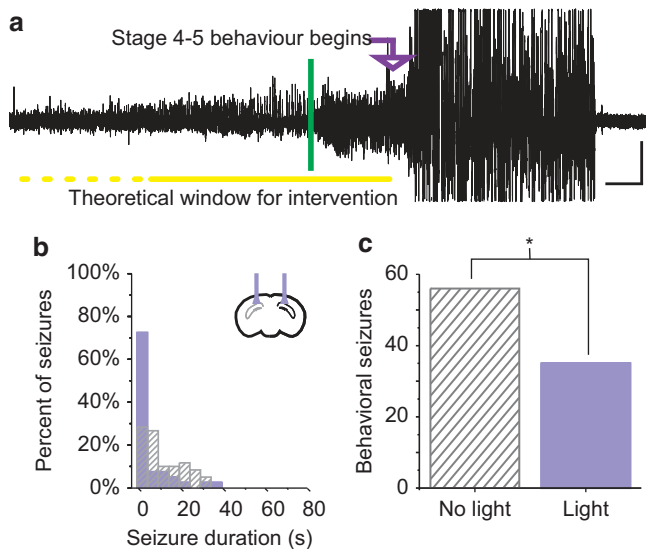 a
Stage 4-5 behaviour begins
Theoretical window for intervention
b
100%
80%
60%
40%
20%
0%
Percent of seizures
0 20 40 60 80
Seizure duration (s)
c
*
60
40
20
0
Behavioral seizures
No light Light